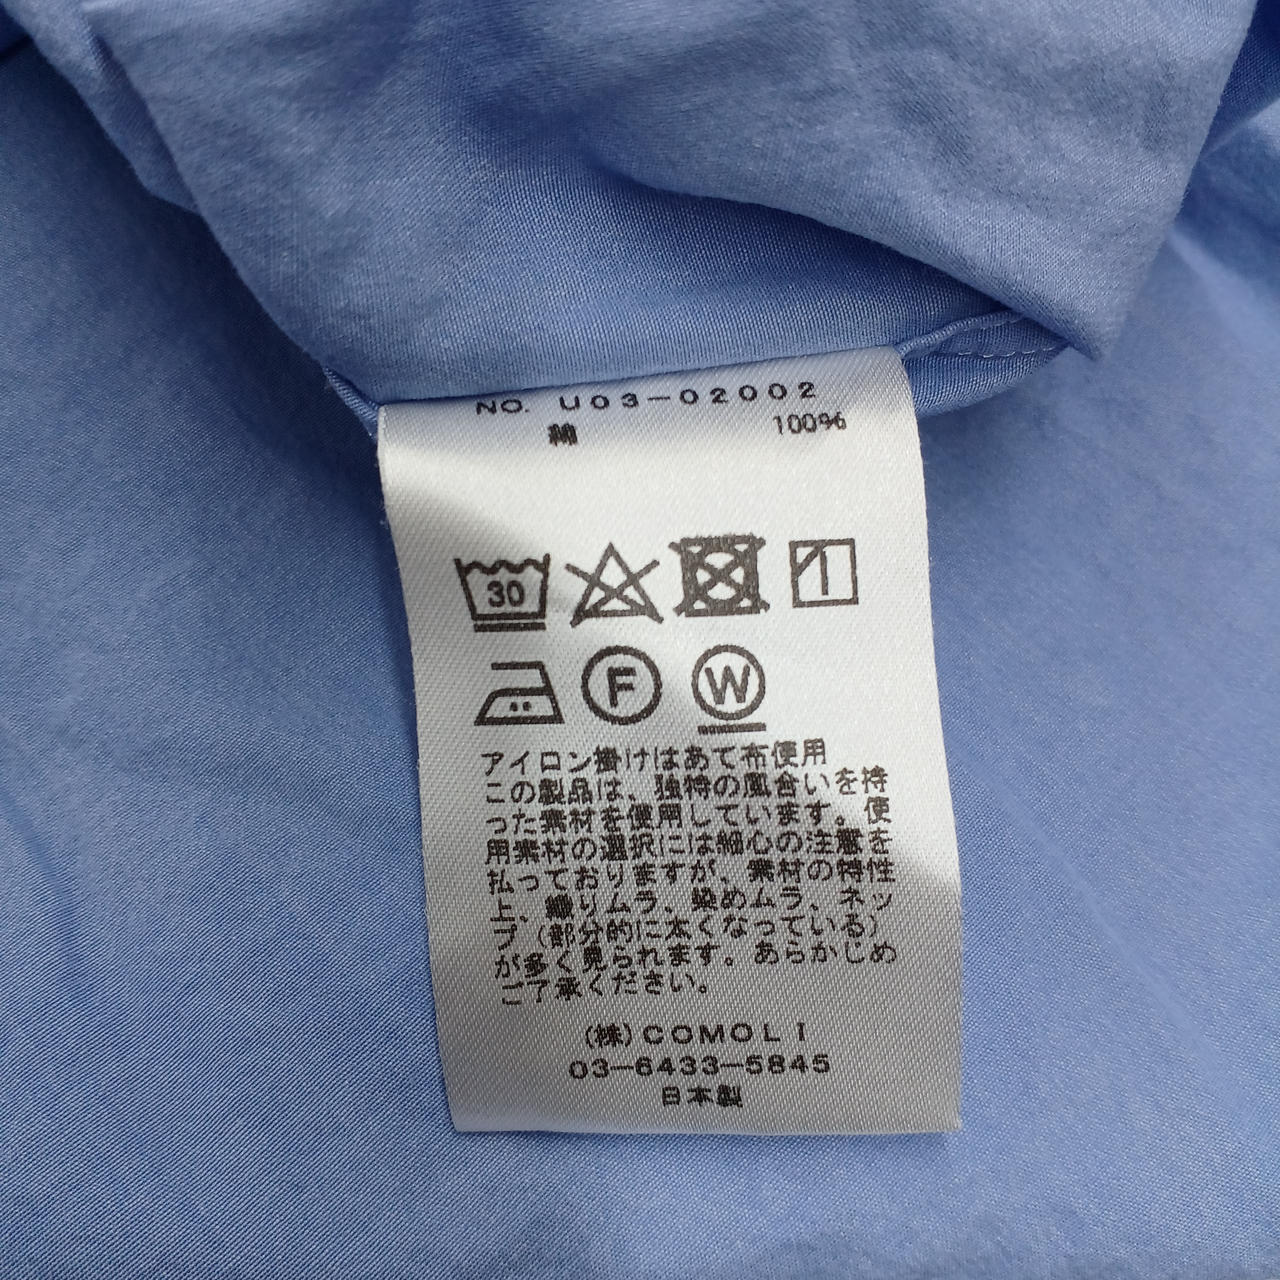 NO. U03-02002
綿 100%
30
F W
アイロン掛けはあて布使用
この製品は、独特の風合いを持
った素材を使用しています。使
用素材の選択には細心の注意を
払っておりますが、素材の特性
上、織りムラ、染めムラ、ネッ
プ(部分的に太くなっている)
が多く見られます。あらかじめ
ご了承ください。
(株)COMOLI
03-6433-5845
日本製